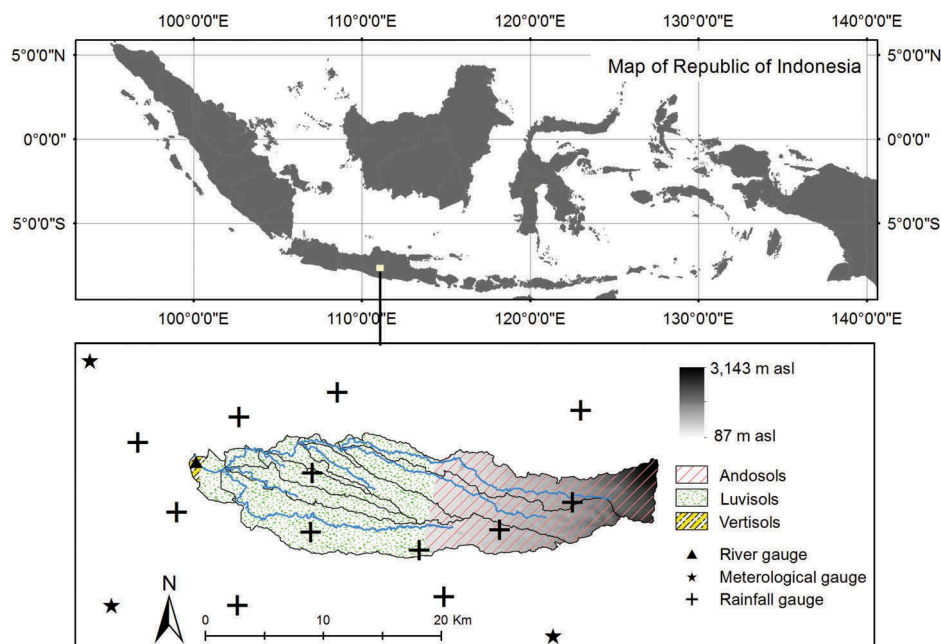 100°0'0" 110°0'0" 120°0'0" 130°0'0" 140°0'0"
5°0'0"N 5°0'0"N
Map of Republic of Indonesia
0°0'0" 0°0'0"
5°0'0"S 5°0'0"S
100°0'0" 110°0'0" 120°0'0" 130°0'0" 140°0'0"
3,143 m asl
87 m asl
Andosols
Luvisols
Vertisols
River gauge
Meterological gauge
Rainfall gauge
N
0 10 20 Km